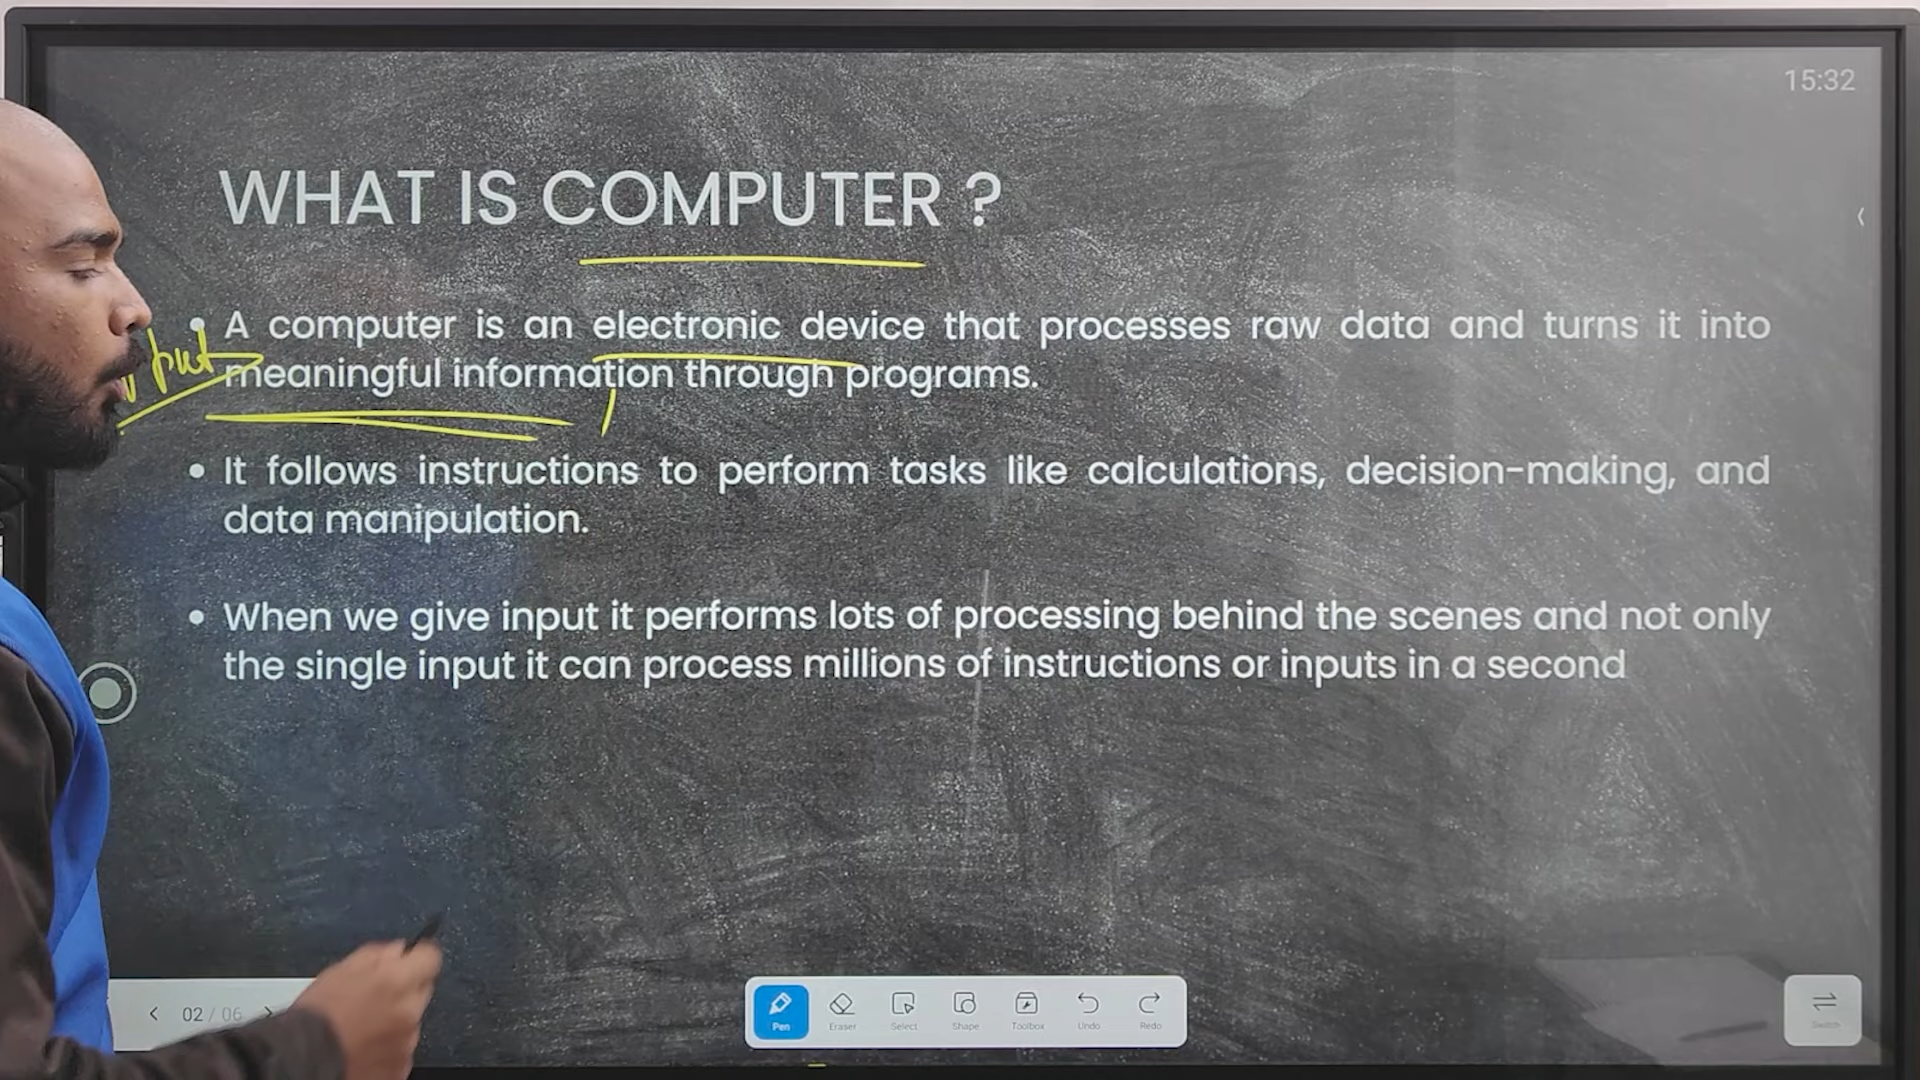 15:32
WHAT IS COMPUTER ?
• A computer is an electronic device that processes raw data and turns it into
meaningful information through programs.
• It follows instructions to perform tasks like calculations, decision-making, and
data manipulation.
• When we give input it performs lots of processing behind the scenes and not only
the single input it can process millions of instructions or inputs in a second
02 / 06
Pen Eraser Select Shape Toolbox Undo Redo
Switch